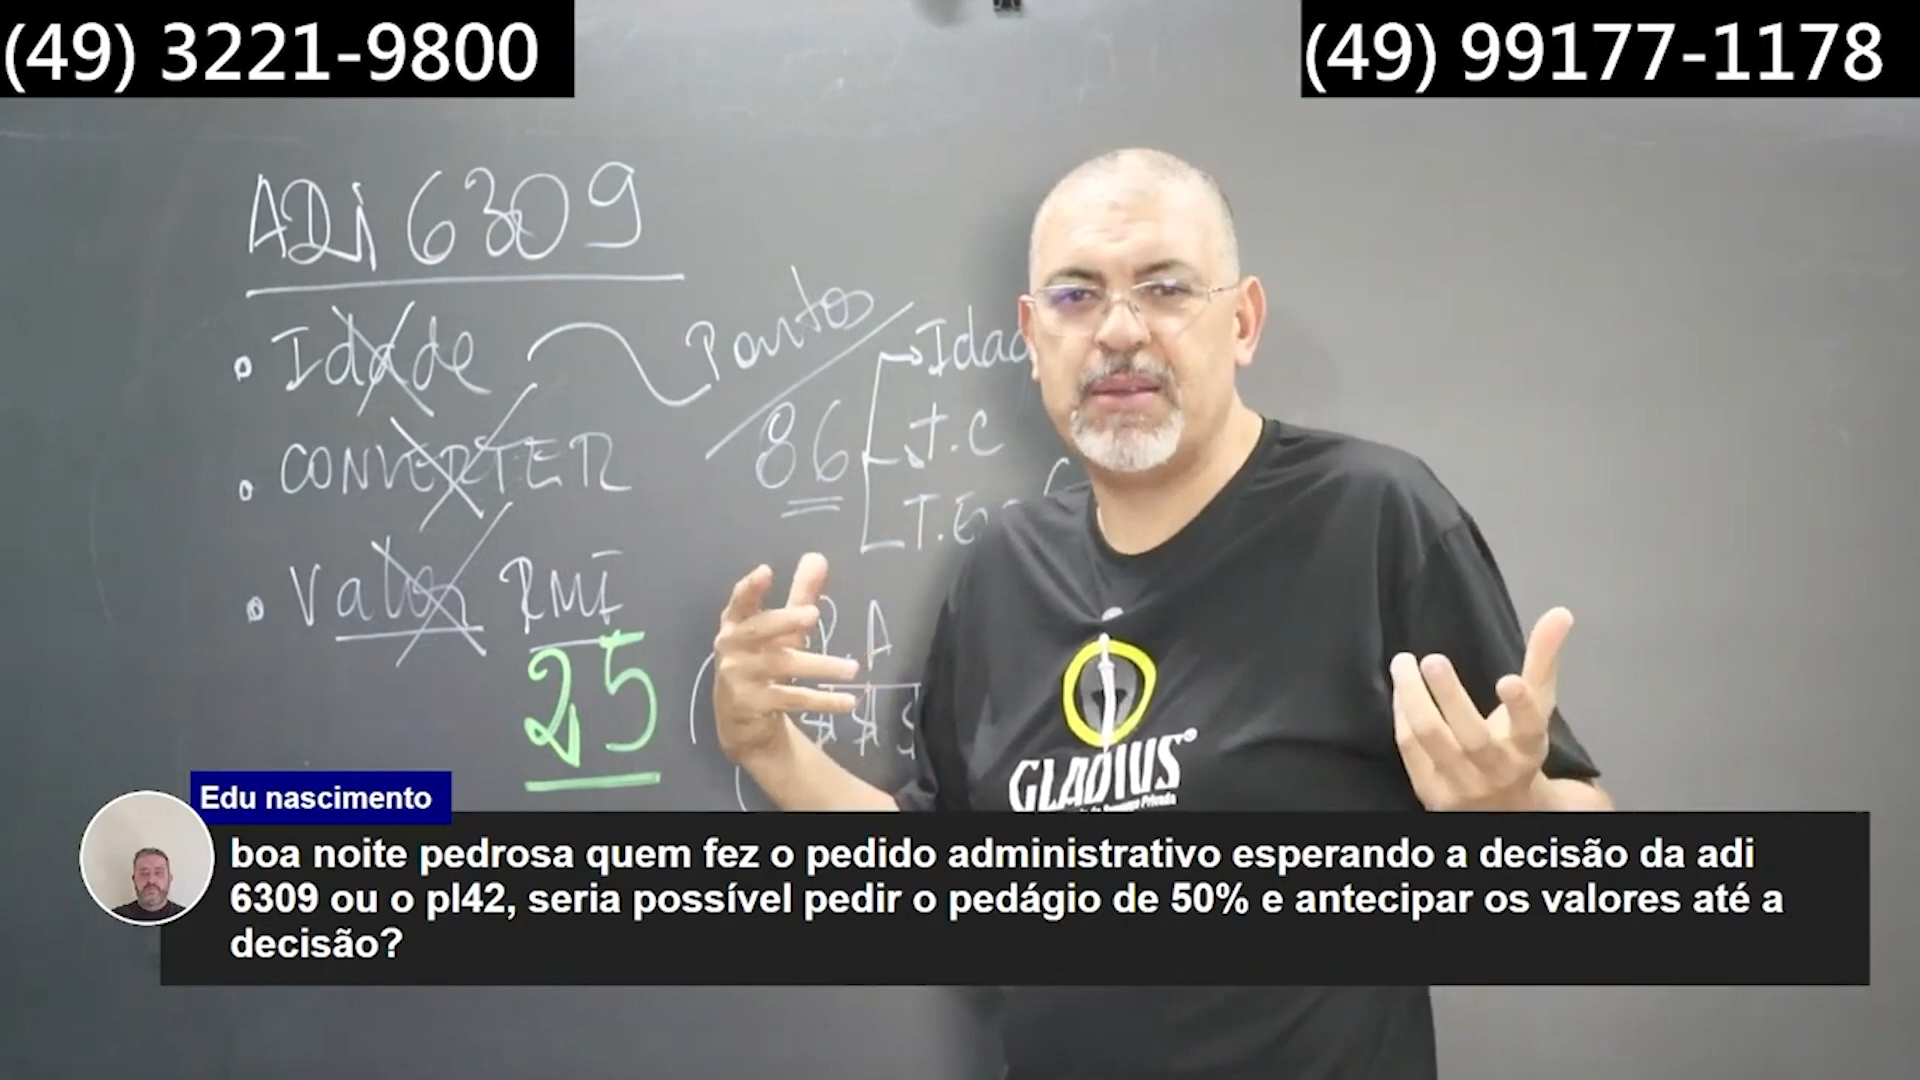 (49) 3221-9800
(49) 99177-1178
ADI 6309
• Idade
Pontos
Idad
• CONVERTER
86
T.C
T.E
• Valor RMI
P.A
25
GLADIUS
Edu nascimento
boa noite pedrosa quem fez o pedido administrativo esperando a decisão da adi
6309 ou o pl42, seria possível pedir o pedágio de 50% e antecipar os valores até a
decisão?